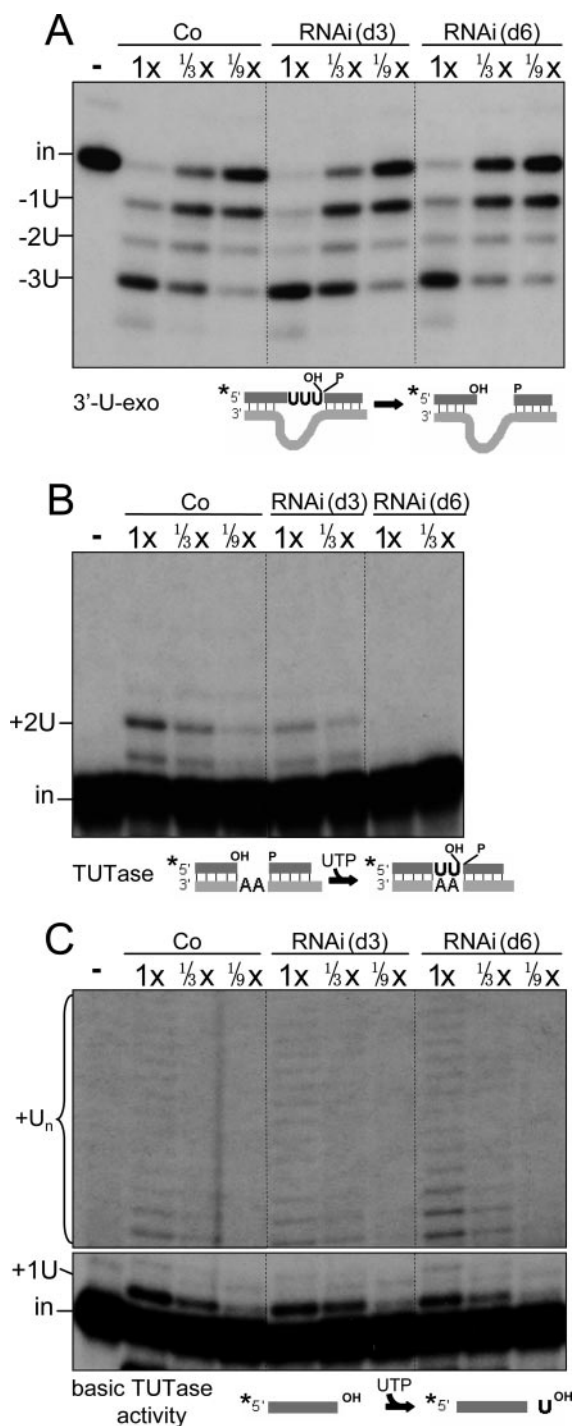 A
Co RNAi (d3) RNAi (d6)
- 1x ⅓x ⅑x 1x ⅓x ⅑x 1x ⅓x ⅑x
in
-1U
-2U
-3U
OH P
* 5' UUU OH P
3'
3'-U-exo * 5'
3'
B
Co RNAi (d3) RNAi (d6)
- 1x ⅓x ⅑x 1x ⅓x 1x ⅓x
+2U
in
OH P UTP OH P
* 5' * 5' UU
3' AA 3' AA
TUTase
C
Co RNAi (d3) RNAi (d6)
- 1x ⅓x ⅑x 1x ⅓x ⅑x 1x ⅓x ⅑x
+Un
+1U
in
basic TUTase
activity
*5' OH UTP *5' U OH